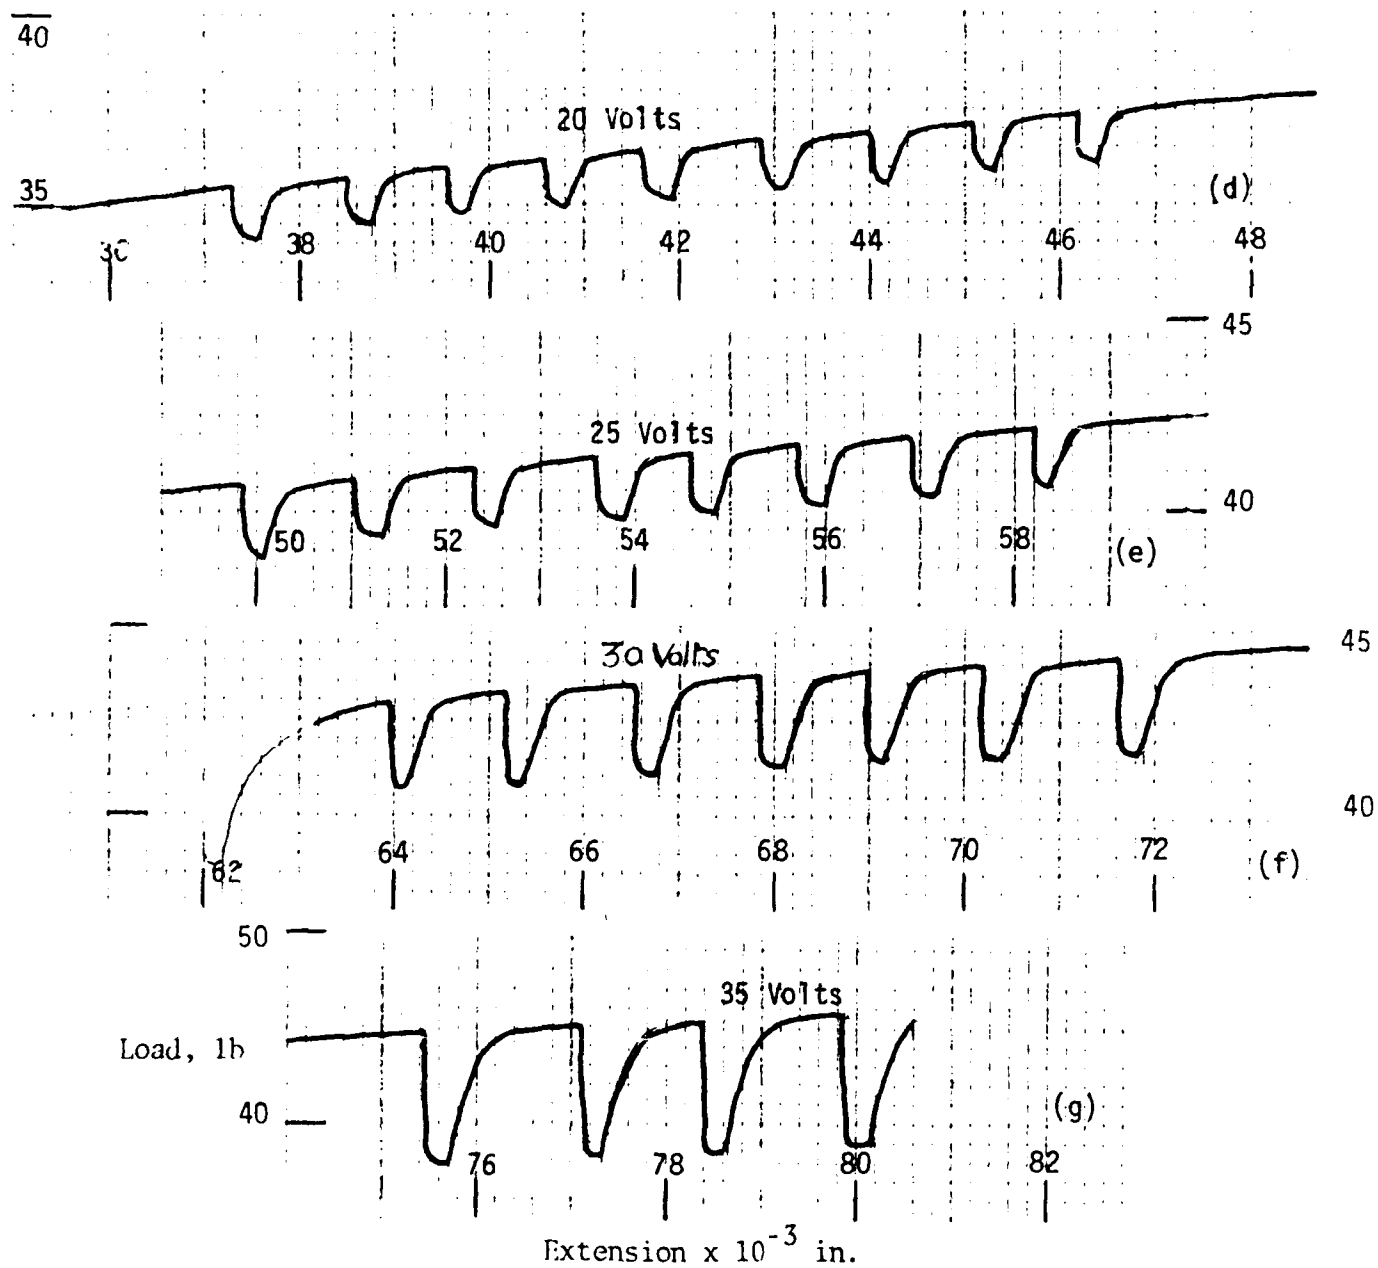 40
20 Volts
35
(d)
38 40 42 44 46 48
45
25 Volts
40
50 52 54 56 58
(e)
30 Volts
45
40
62 64 66 68 70 72
(f)
50
35 Volts
Load, lb
40
(g)
76 78 80 82
Extension x 10⁻³ in.